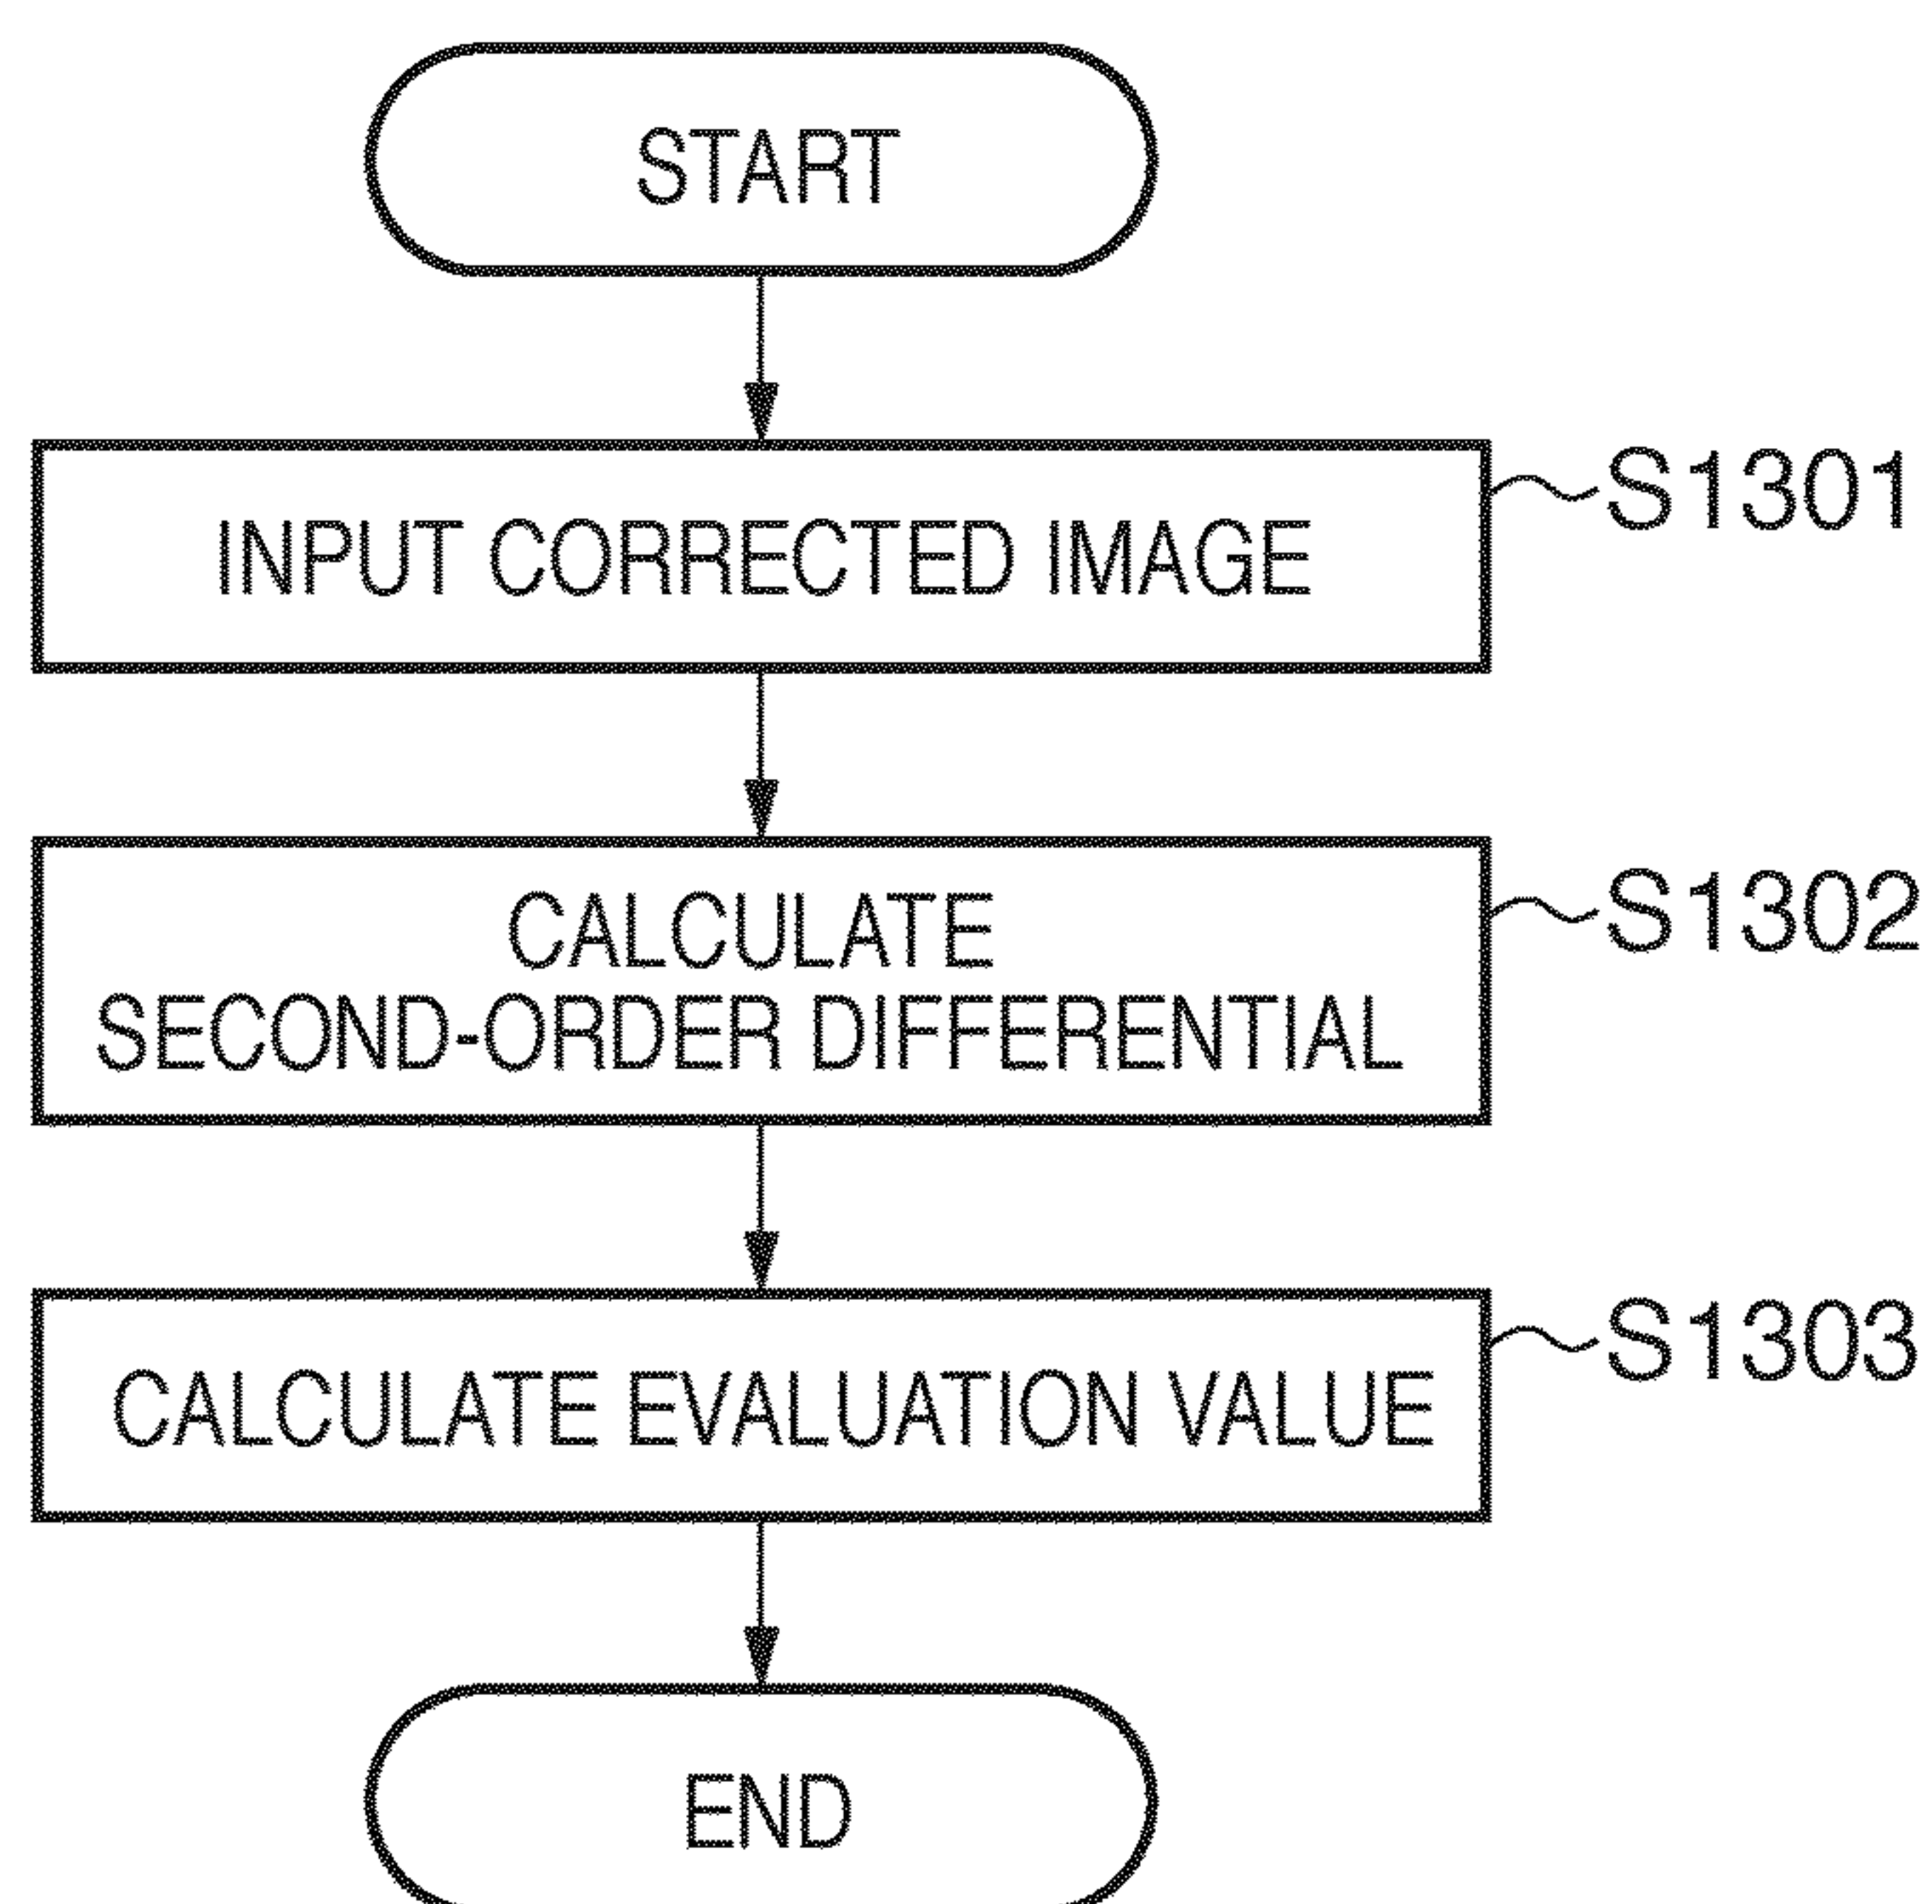 START
INPUT CORRECTED IMAGE
S1301
CALCULATE
SECOND-ORDER DIFFERENTIAL
S1302
CALCULATE EVALUATION VALUE
S1303
END